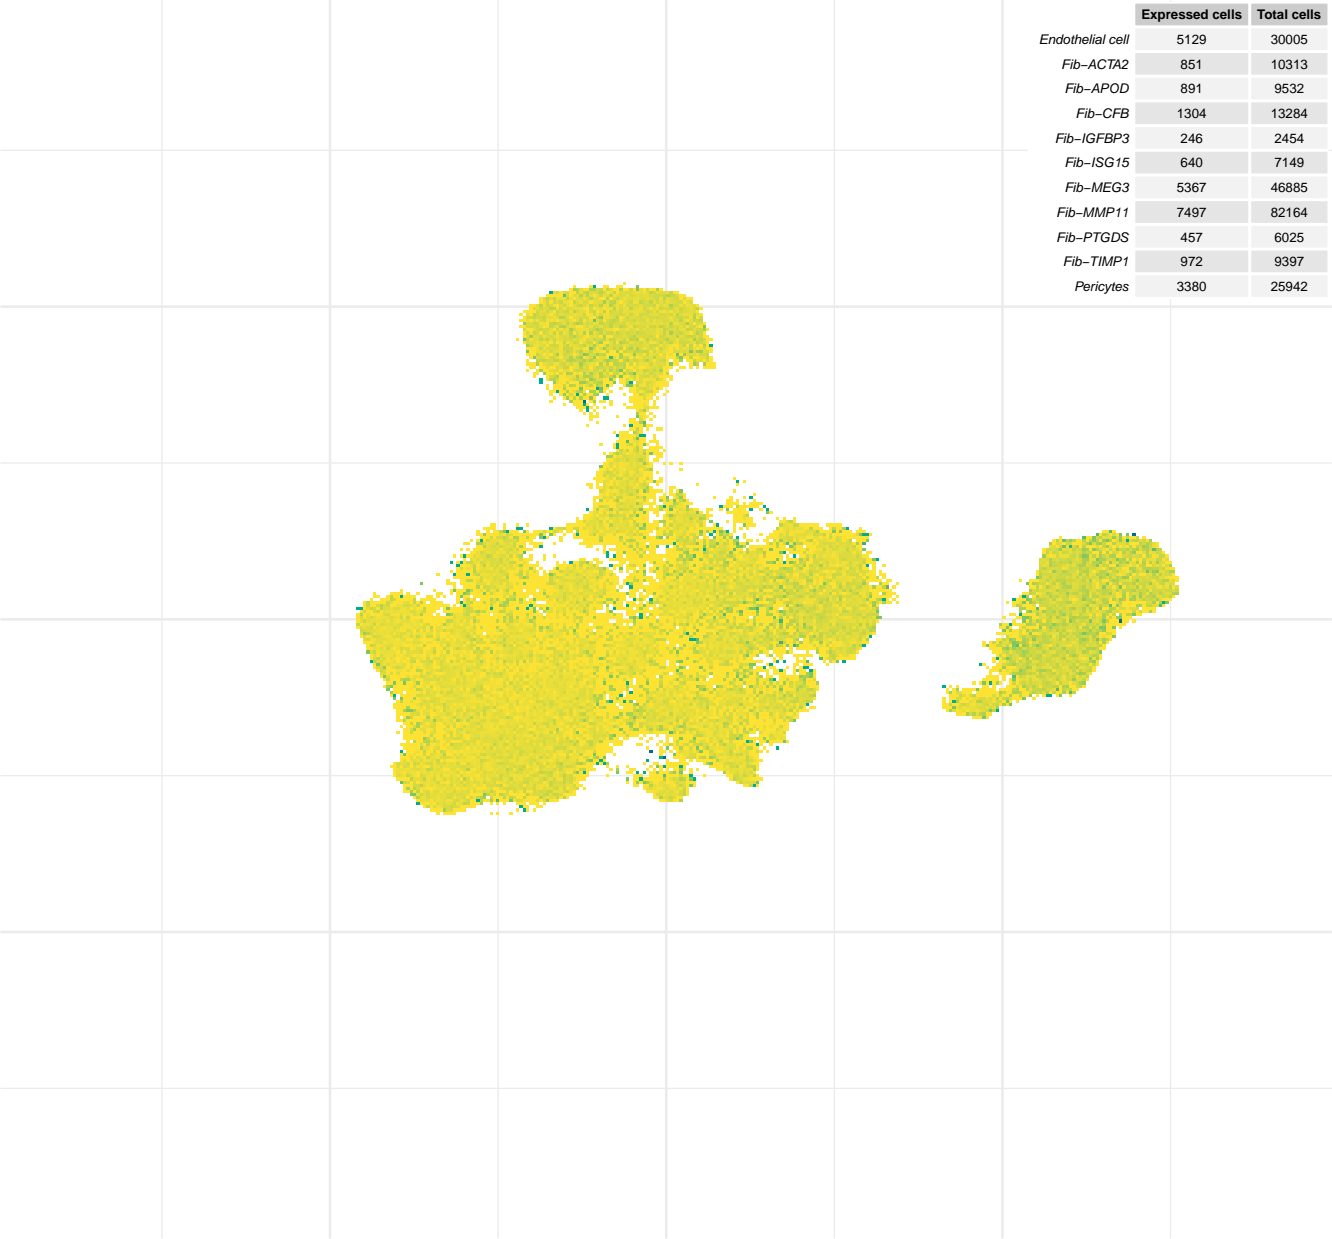 Expressed cells Total cells
Endothelial cell 5129 30005
Fib−ACTA2 851 10313
Fib−APOD 891 9532
Fib−CFB 1304 13284
Fib−IGFBP3 246 2454
Fib−ISG15 640 7149
Fib−MEG3 5367 46885
Fib−MMP11 7497 82164
Fib−PTGDS 457 6025
Fib−TIMP1 972 9397
Pericytes 3380 25942